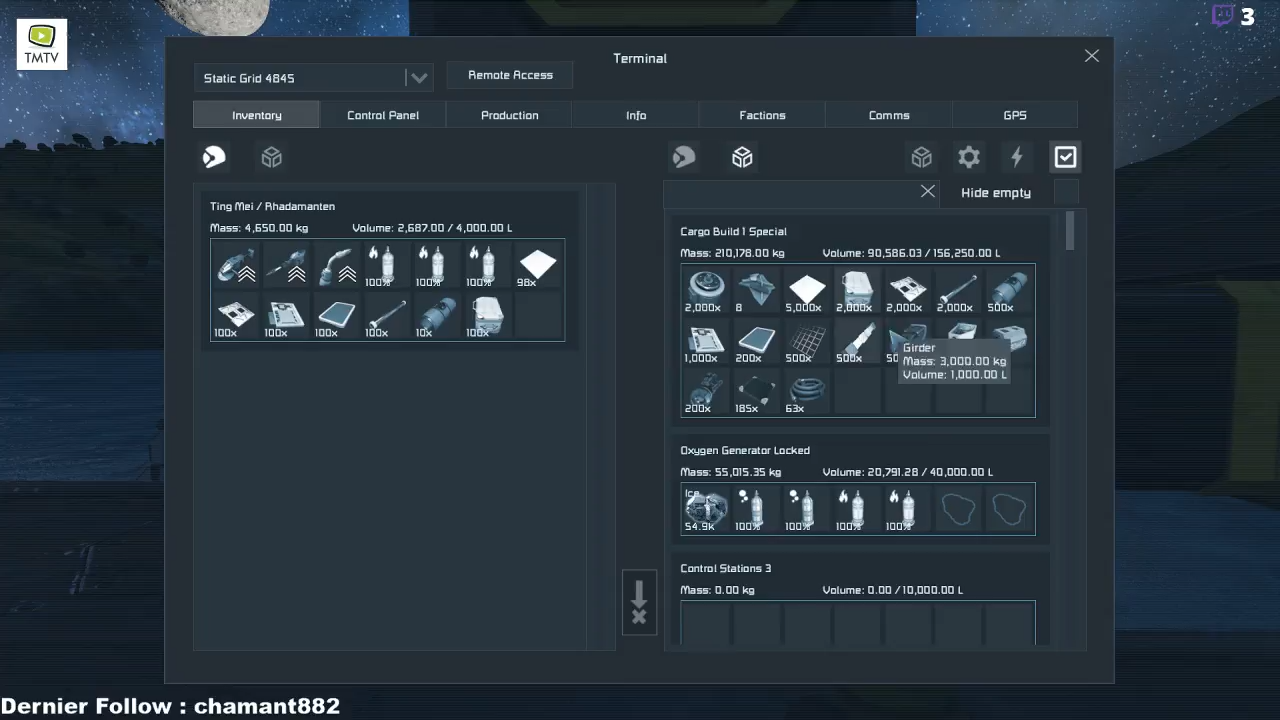 TMTV
3
Terminal
Static Grid 4845
Remote Access
Inventory
Control Panel
Production
Info
Factions
Comms
GPS
Hide empty
Ting Mei / Rhadamanten
Mass: 4,650.00 kg Volume: 2,687.00 / 4,000.00 L
100% 100% 100% 98x
100x 100x 100x 100x 10x 100x
Cargo Build 1 Special
Mass: 210,178.00 kg Volume: 90,586.03 / 156,250.00 L
2,000x 8 5,000x 2,000x 2,000x 2,000x 500x
1,000x 200x 500x 500x
Girder
Mass: 3,000.00 kg
Volume: 1,000.00 L
200x 185x 63x
Oxygen Generator Locked
Mass: 55,015.35 kg Volume: 20,791.28 / 40,000.00 L
Ice
54.9k 100% 100% 100% 100%
Control Stations 3
Mass: 0.00 kg Volume: 0.00 / 10,000.00 L
Dernier Follow : chamant882